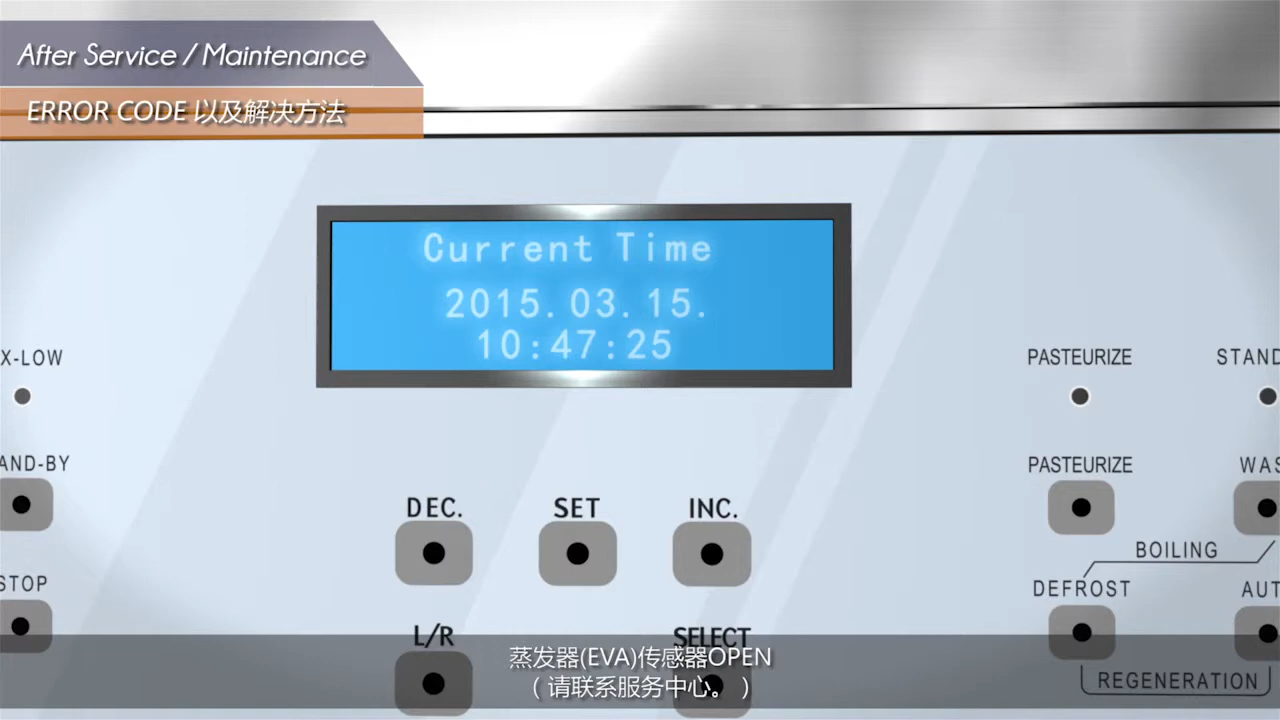 After Service / Maintenance
ERROR CODE 以及解决方法
Current Time
2015.03.15.
10:47:25
X-LOW
PASTEURIZE
STAND
AND-BY
PASTEURIZE
WAS
DEC.
SET
INC.
BOILING
STOP
DEFROST
AUT
L/R
SELECT
REGENERATION
蒸发器(EVA)传感器OPEN
（ 请联系服务中心。 ）